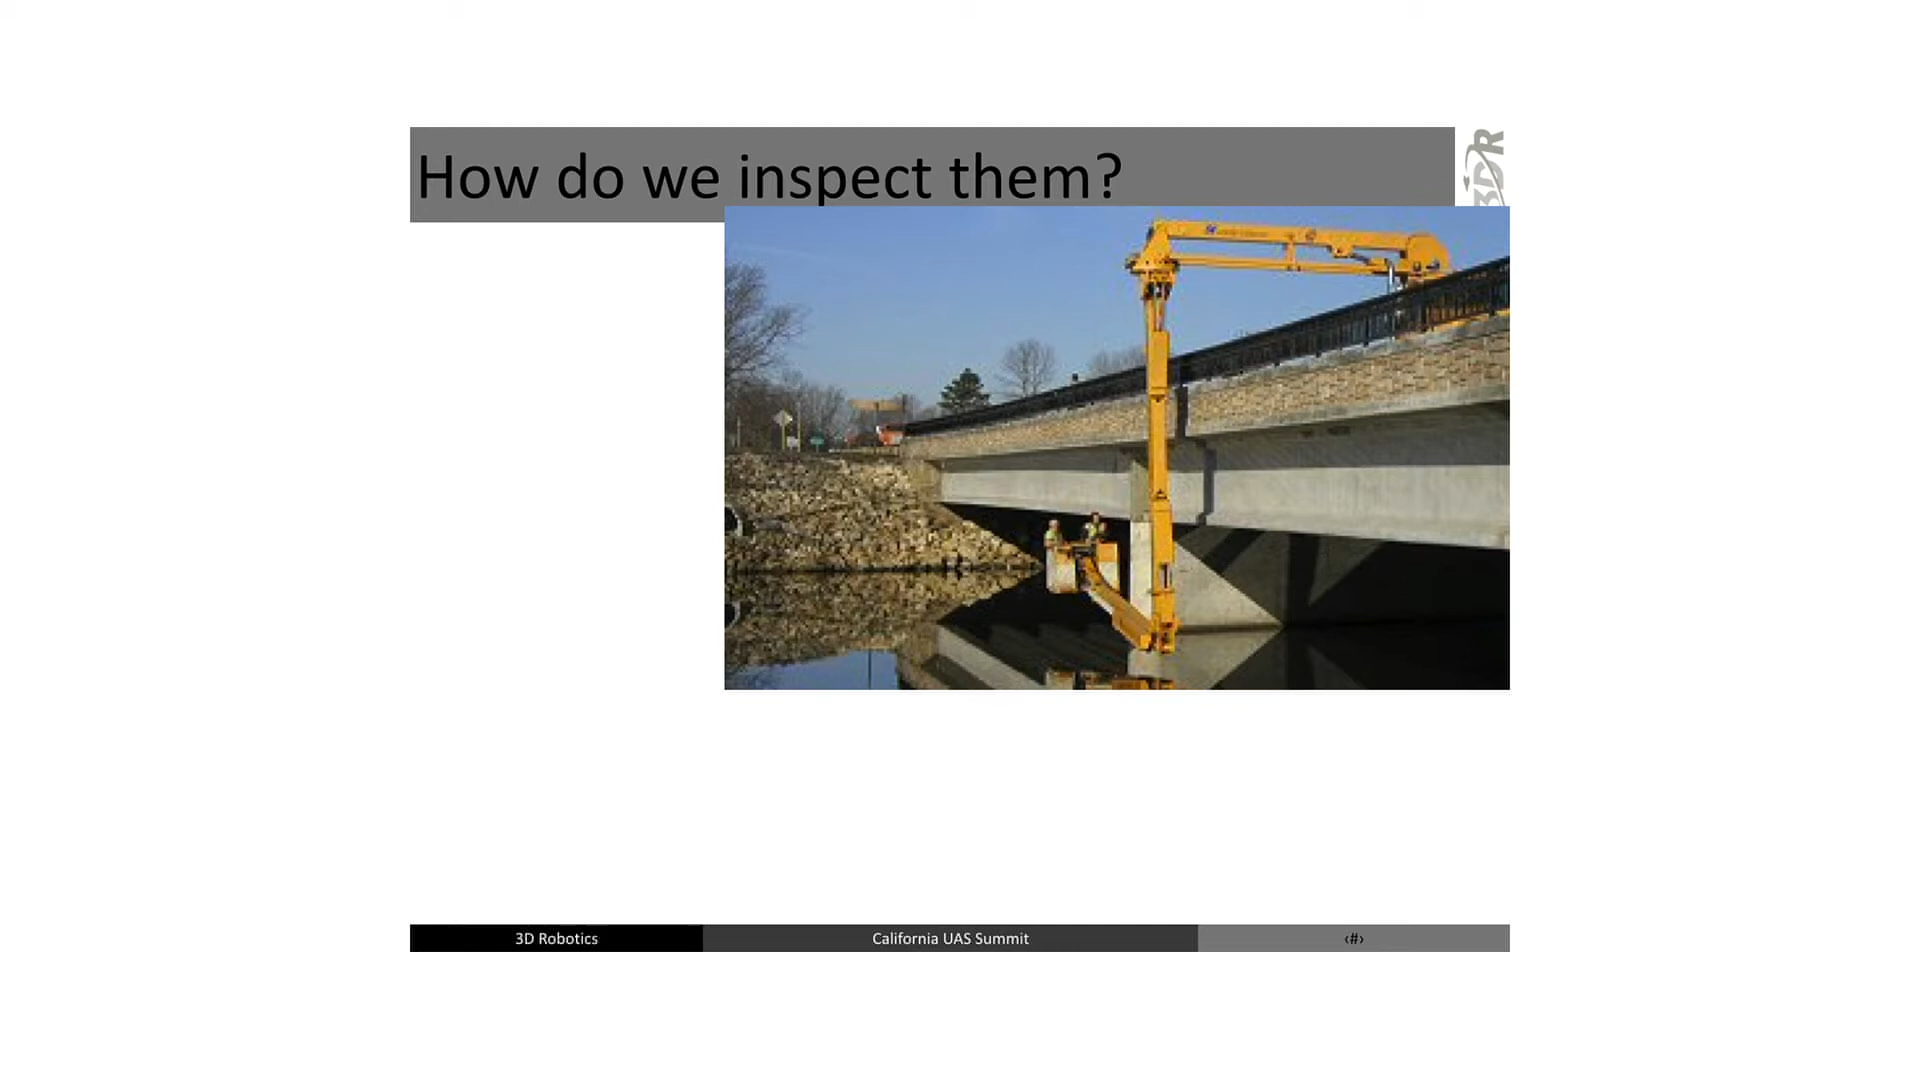 How do we inspect them?
3DR
3D Robotics
California UAS Summit
‹#›